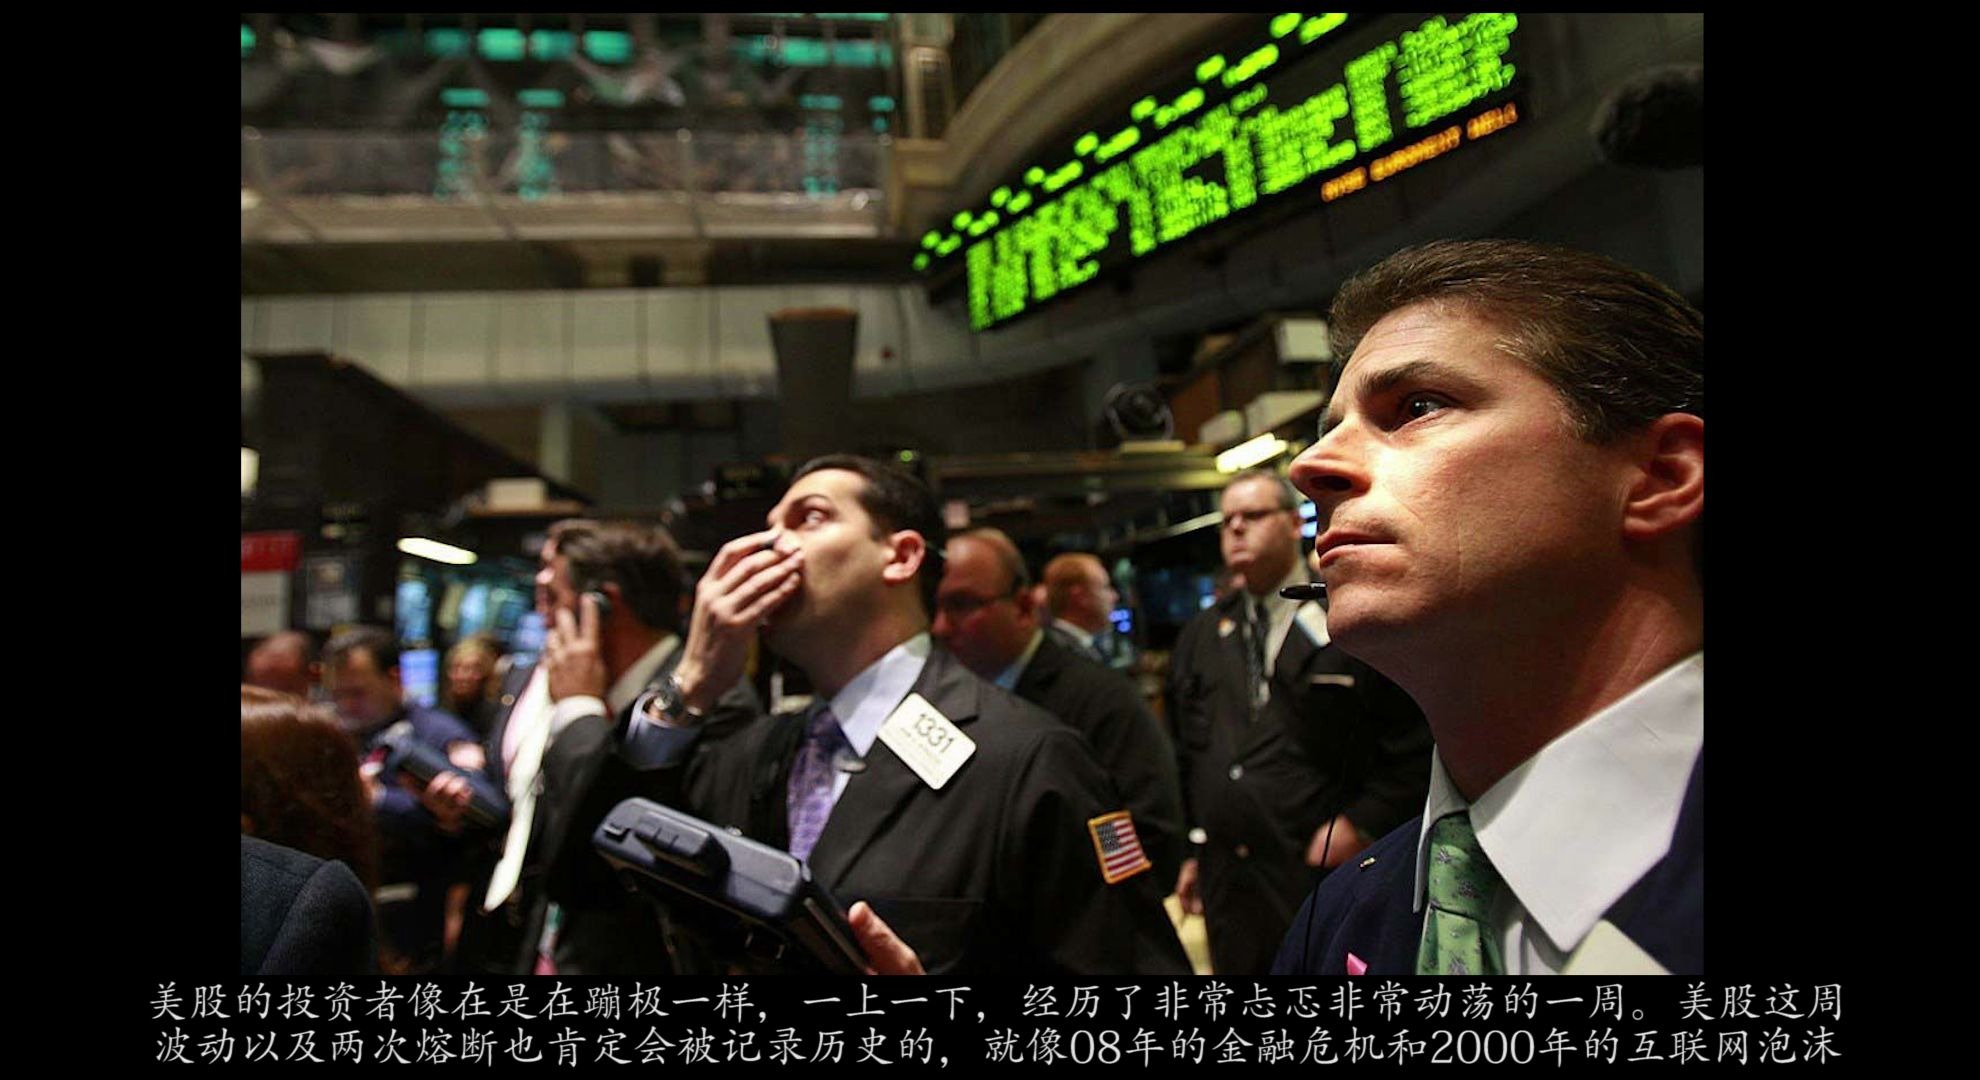 1331
美股的投资者像在是在蹦极一样，一上一下，经历了非常忐忑非常动荡的一周。美股这周
波动以及两次熔断也肯定会被记录历史的，就像08年的金融危机和2000年的互联网泡沫